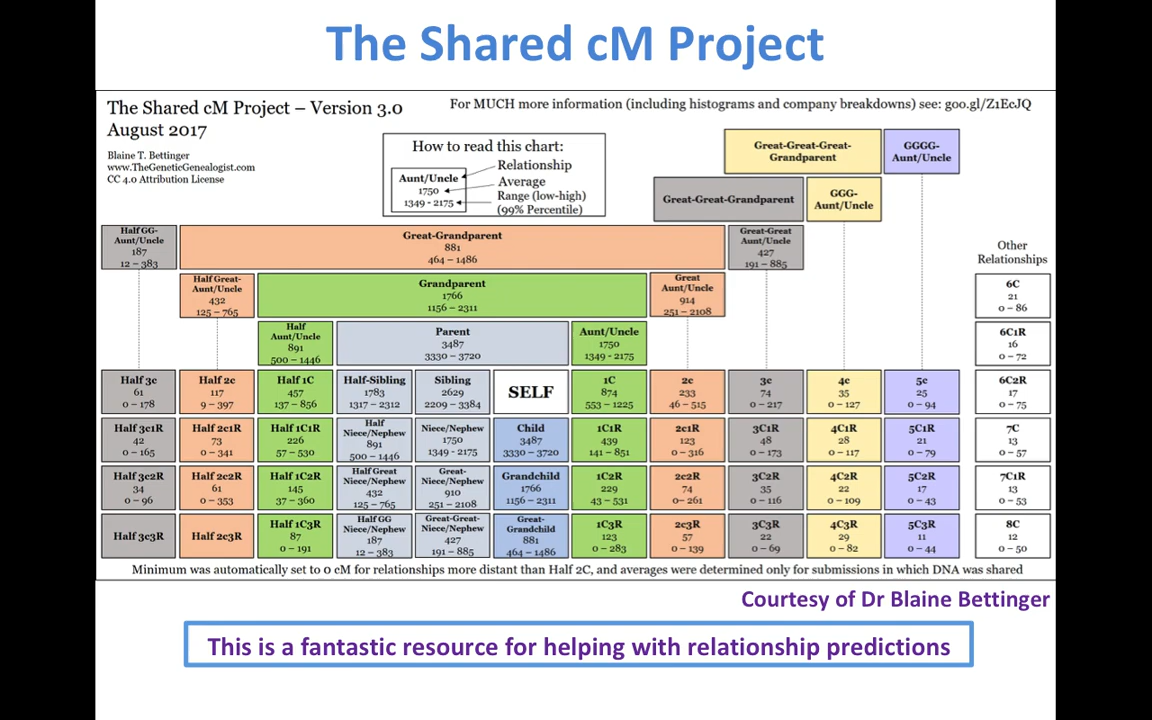 The Shared cM Project
The Shared cM Project – Version 3.0
August 2017
For MUCH more information (including histograms and company breakdowns) see: goo.gl/Z1EcJQ
Blaine T. Bettinger
www.TheGeneticGenealogist.com
CC 4.0 Attribution License
How to read this chart:
Relationship
Aunt/Uncle
Average
1750
Range (low-high)
1349 - 2175
(99% Percentile)
Great-Great-Great-
Grandparent
GGGG-
Aunt/Uncle
Great-Great-Grandparent
GGG-
Aunt/Uncle
Half GG-
Aunt/Uncle
187
12 – 383
Great-Grandparent
881
464 – 1486
Great-Great
Aunt/Uncle
427
191 – 885
Other
Relationships
Half Great-
Aunt/Uncle
432
125 – 765
Grandparent
1766
1156 – 2311
Great
Aunt/Uncle
914
251 – 2108
6C
21
0 – 86
Half
Aunt/Uncle
891
500 – 1446
Parent
3487
3330 – 3720
Aunt/Uncle
1750
1349 - 2175
6C1R
16
0 – 72
Half 3c
61
0 – 178
Half 2c
117
9 – 397
Half 1C
457
137 – 856
Half-Sibling
1783
1317 – 2312
Sibling
2629
2209 – 3384
SELF
1C
874
553 – 1225
2c
233
46 – 515
3c
74
0 – 217
4c
35
0 – 127
5c
25
0 – 94
6C2R
17
0 – 75
Half 3c1R
42
0 – 165
Half 2c1R
73
0 – 341
Half 1C1R
226
57 – 530
Half
Niece/Nephew
891
500 – 1446
Niece/Nephew
1750
1349 - 2175
Child
3487
3330 – 3720
1C1R
439
141 – 851
2c1R
123
0 – 316
3C1R
48
0 – 173
4C1R
28
0 – 117
5C1R
21
0 – 79
7C
13
0 – 57
Half 3c2R
34
0 – 96
Half 2c2R
61
0 – 353
Half 1C2R
145
37 – 360
Half Great
Niece/Nephew
432
125 – 765
Great-
Niece/Nephew
910
251 – 2108
Grandchild
1766
1156 – 2311
1C2R
229
43 – 531
2c2R
74
0– 261
3C2R
35
0 – 116
4C2R
22
0 – 109
5C2R
17
0 – 43
7C1R
13
0 – 53
Half 3c3R
Half 2c3R
Half 1C3R
87
0 – 191
Half GG
Niece/Nephew
187
12 – 383
Great-Great-
Niece/Nephew
427
191 – 885
Great-
Grandchild
881
464 – 1486
1C3R
123
0 – 283
2c3R
57
0 – 139
3C3R
22
0 – 69
4C3R
29
0 – 82
5C3R
11
0 – 44
8C
12
0 – 50
Minimum was automatically set to 0 cM for relationships more distant than Half 2C, and averages were determined only for submissions in which DNA was shared
Courtesy of Dr Blaine Bettinger
This is a fantastic resource for helping with relationship predictions